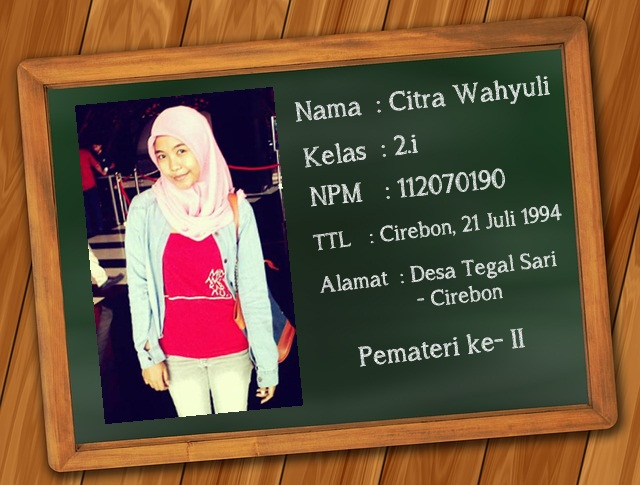 Nama : Citra Wahyuli
Kelas : 2.i
NPM : 112070190
TTL : Cirebon, 21 Juli 1994
Alamat : Desa Tegal Sari
- Cirebon
Pemateri ke- II